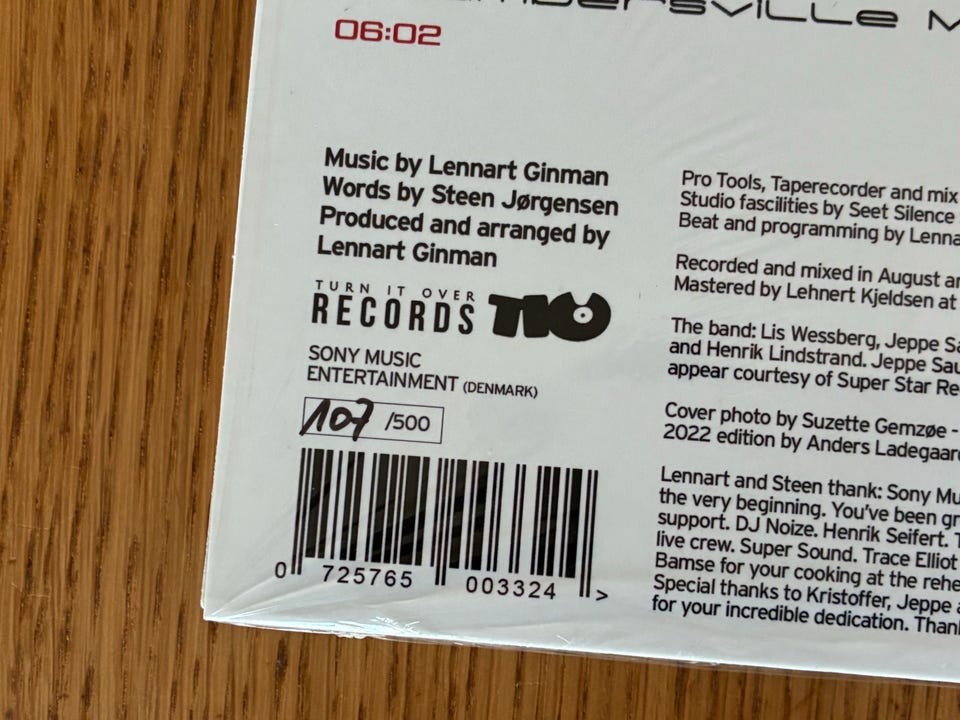 06:02
Music by Lennart Ginman
Words by Steen Jørgensen
Produced and arranged by
Lennart Ginman
TURN IT OVER
RECORDS TIO
SONY MUSIC
ENTERTAINMENT (DENMARK)
107 /500
0 725765 003324 >
Pro Tools, Taperecorder and mix
Studio fascilities by Seet Silence
Beat and programming by
Recorded and mixed in August
Mastered by Lehnert Kjeldsen at
The band: Lis Wessberg, Jeppe
and Henrik Lindstrand. Jeppe
appear courtesy of Super Star
Cover photo by Suzette Gemzøe -
2022 edition by Anders
Lennart and Steen thank: Sony
the very beginning. You've been
support. DJ Noize. Henrik Seifert.
live crew. Super Sound. Trace Elliot
Bamse for your cooking at the
Special thanks to Kristoffer, Jeppe
for your incredible dedication.